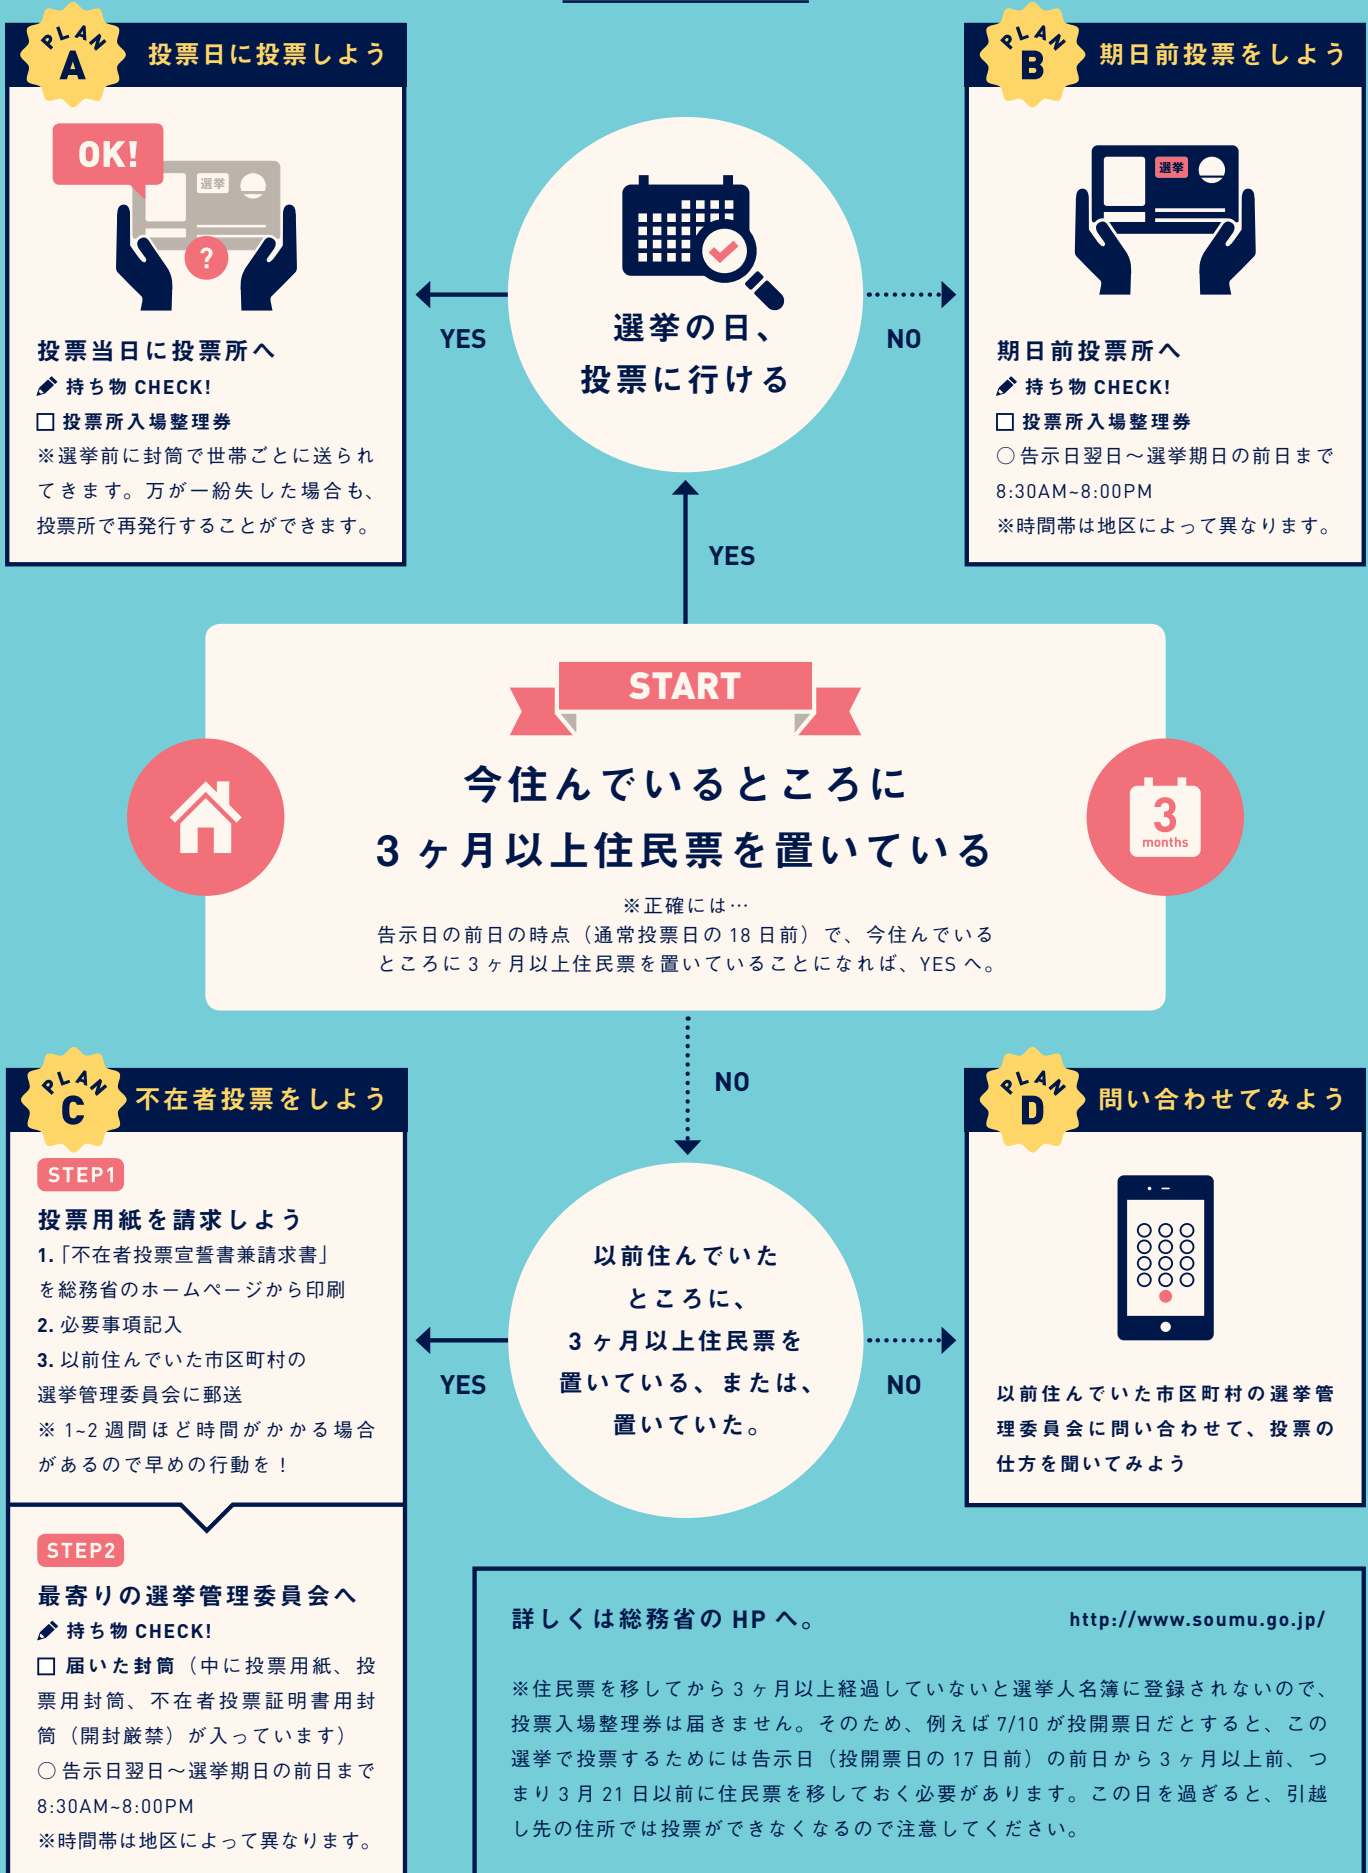 PLAN A
投票日に投票しよう
OK!
選挙
?
投票当日に投票所へ
持ち物 CHECK!
投票所入場整理券
※選挙前に封筒で世帯ごとに送られ
てきます。万が一紛失した場合も、
投票所で再発行することができます。
YES
選挙の日、
投票に行ける
NO
PLAN B
期日前投票をしよう
選挙
期日前投票所へ
持ち物 CHECK!
投票所入場整理券
○告示日翌日～選挙期日の前日まで
8:30AM~8:00PM
※時間帯は地区によって異なります。
YES
START
今住んでいるところに
3 ヶ月以上住民票を置いている
※正確には…
告示日の前日の時点（通常投票日の 18 日前）で、今住んでいる
ところに 3 ヶ月以上住民票を置いていることになれば、YES へ。
3
months
NO
PLAN C
不在者投票をしよう
STEP1
投票用紙を請求しよう
1.「不在者投票宣誓書兼請求書」
を総務省のホームページから印刷
2. 必要事項記入
3. 以前住んでいた市区町村の
選挙管理委員会に郵送
※ 1~2 週間ほど時間がかかる場合
があるので早めの行動を！
STEP2
最寄りの選挙管理委員会へ
持ち物 CHECK!
届いた封筒（中に投票用紙、投
票用封筒、不在者投票証明書用封
筒（開封厳禁）が入っています）
○告示日翌日～選挙期日の前日まで
8:30AM~8:00PM
※時間帯は地区によって異なります。
YES
以前住んでいた
ところに、
3 ヶ月以上住民票を
置いている、または、
置いていた。
NO
PLAN D
問い合わせてみよう
以前住んでいた市区町村の選挙管
理委員会に問い合わせて、投票の
仕方を聞いてみよう
詳しくは総務省の HP へ。
http://www.soumu.go.jp/
※住民票を移してから 3 ヶ月以上経過していないと選挙人名簿に登録されないので、
投票入場整理券は届きません。そのため、例えば 7/10 が投開票日だとすると、この
選挙で投票するためには告示日（投開票日の 17 日前）の前日から 3 ヶ月以上前、つ
まり 3 月 21 日以前に住民票を移しておく必要があります。この日を過ぎると、引越
し先の住所では投票ができなくなるので注意してください。